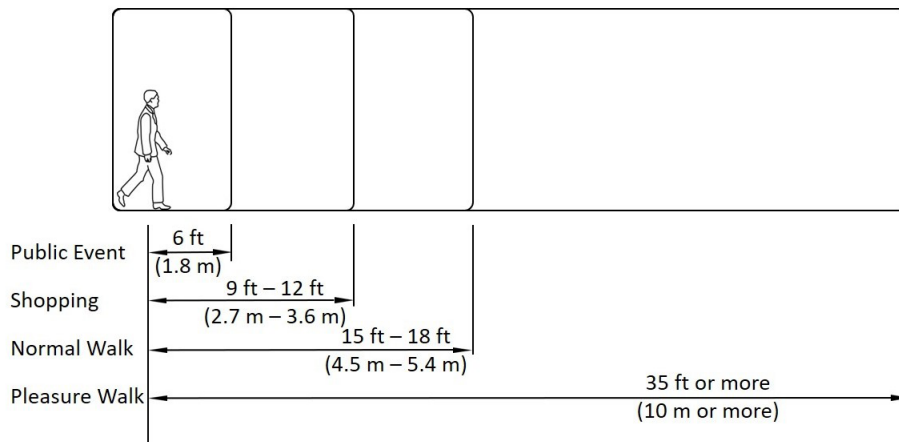 Public Event
6 ft
(1.8 m)
Shopping
9 ft – 12 ft
(2.7 m – 3.6 m)
Normal Walk
15 ft – 18 ft
(4.5 m – 5.4 m)
Pleasure Walk
35 ft or more
(10 m or more)